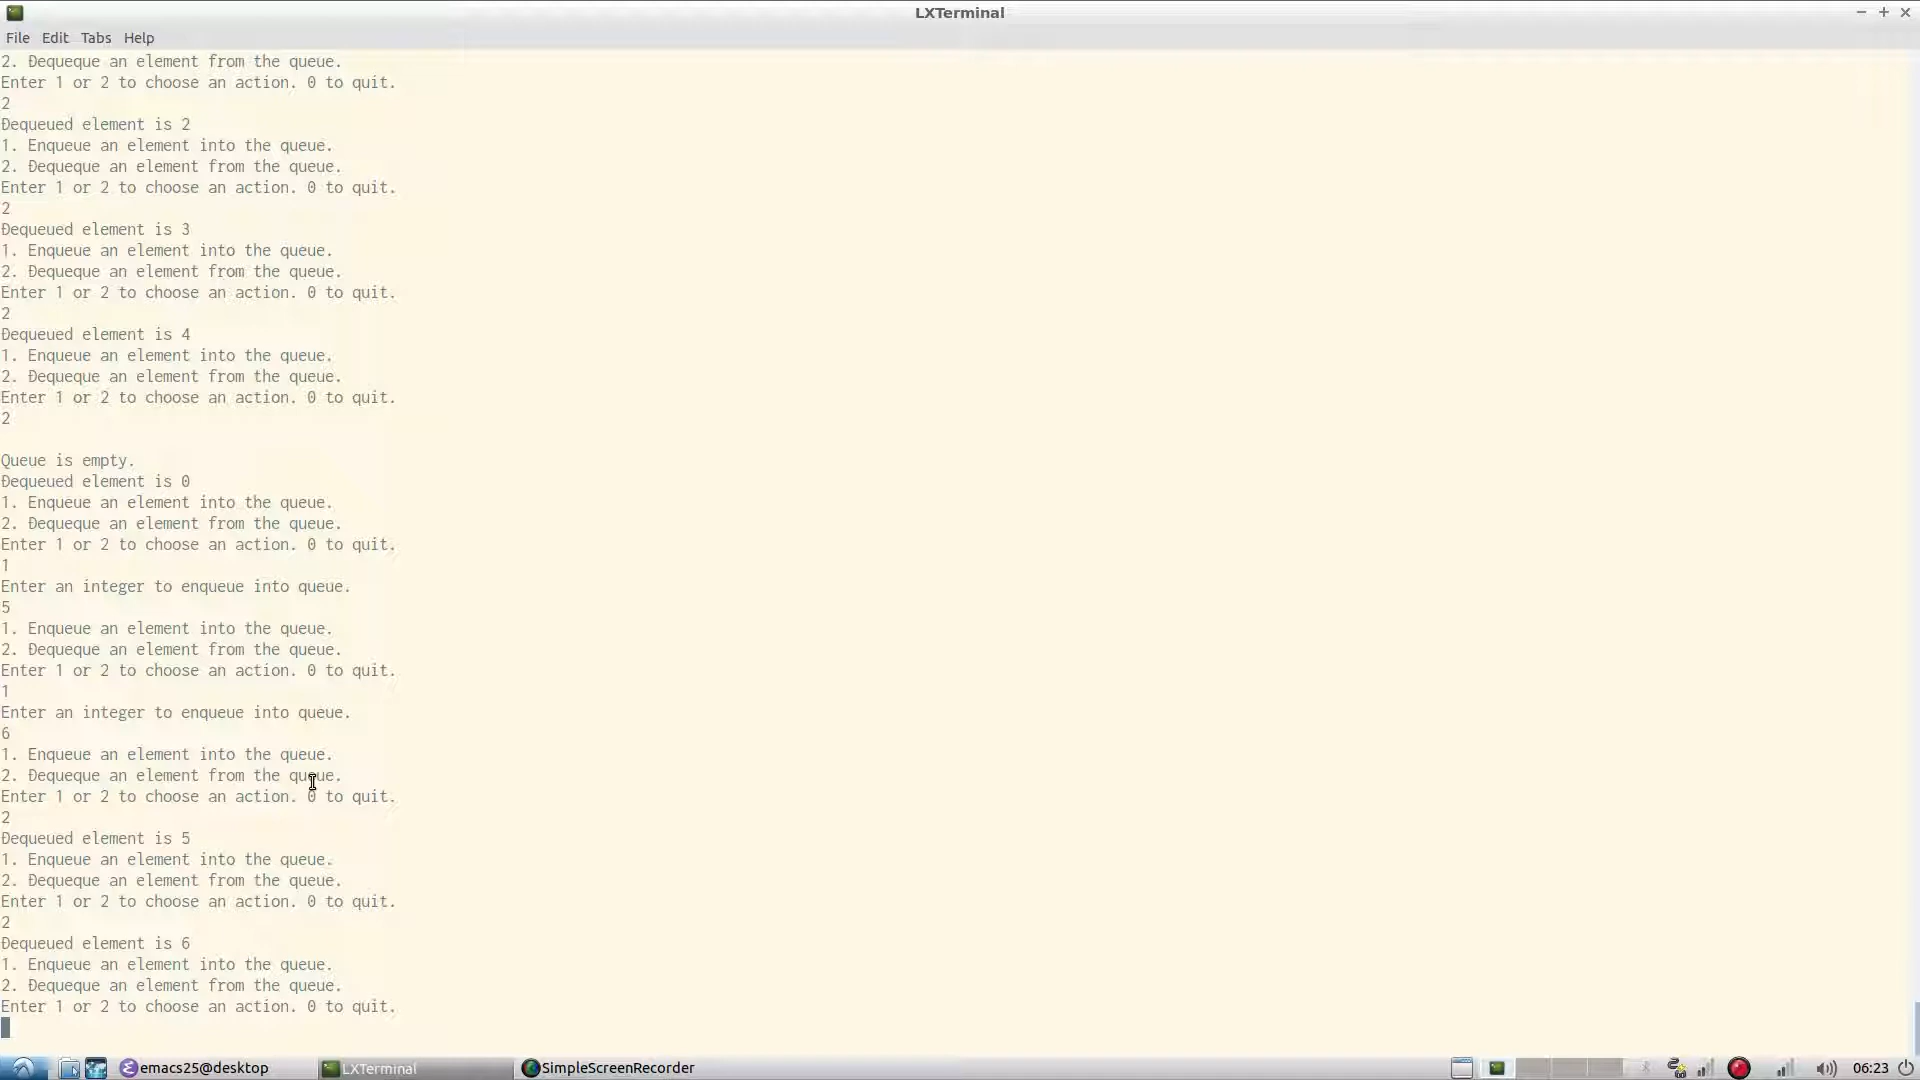 LXTerminal
File Edit Tabs Help
2. Dequeque an element from the queue.
Enter 1 or 2 to choose an action. 0 to quit.
2
Dequeued element is 2
1. Enqueue an element into the queue.
2. Dequeque an element from the queue.
Enter 1 or 2 to choose an action. 0 to quit.
2
Dequeued element is 3
1. Enqueue an element into the queue.
2. Dequeque an element from the queue.
Enter 1 or 2 to choose an action. 0 to quit.
2
Dequeued element is 4
1. Enqueue an element into the queue.
2. Dequeque an element from the queue.
Enter 1 or 2 to choose an action. 0 to quit.
2
Queue is empty.
Dequeued element is 0
1. Enqueue an element into the queue.
2. Dequeque an element from the queue.
Enter 1 or 2 to choose an action. 0 to quit.
1
Enter an integer to enqueue into queue.
5
1. Enqueue an element into the queue.
2. Dequeque an element from the queue.
Enter 1 or 2 to choose an action. 0 to quit.
1
Enter an integer to enqueue into queue.
6
1. Enqueue an element into the queue.
2. Dequeque an element from the queue.
Enter 1 or 2 to choose an action. 0 to quit.
2
Dequeued element is 5
1. Enqueue an element into the queue.
2. Dequeque an element from the queue.
Enter 1 or 2 to choose an action. 0 to quit.
2
Dequeued element is 6
1. Enqueue an element into the queue.
2. Dequeque an element from the queue.
Enter 1 or 2 to choose an action. 0 to quit.
emacs25@desktop LXTerminal SimpleScreenRecorder 06:23